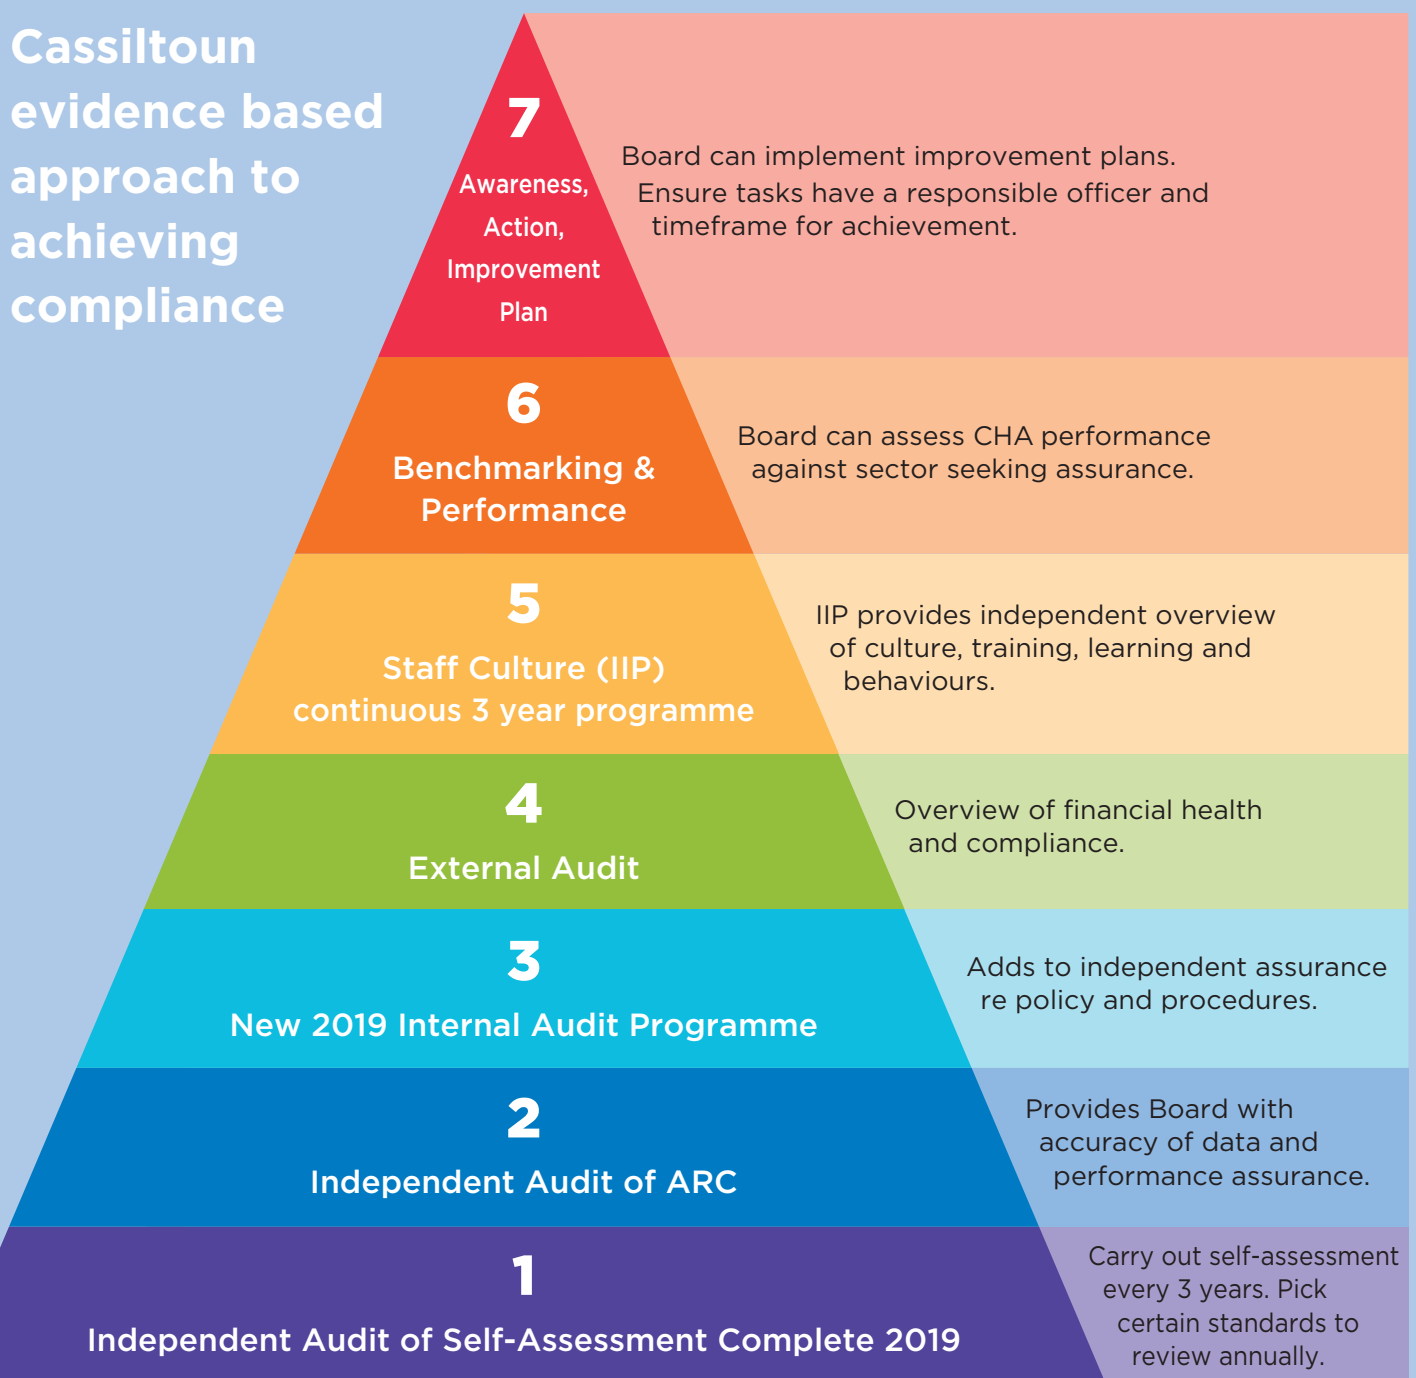 Cassiltoun
evidence based
approach to
achieving
compliance
7
Awareness,
Action,
Improvement
Plan
Board can implement improvement plans.
Ensure tasks have a responsible officer and
timeframe for achievement.
6
Benchmarking &
Performance
Board can assess CHA performance
against sector seeking assurance.
5
Staff Culture (IIP)
continuous 3 year programme
IIP provides independent overview
of culture, training, learning and
behaviours.
4
External Audit
Overview of financial health
and compliance.
3
New 2019 Internal Audit Programme
Adds to independent assurance
re policy and procedures.
2
Independent Audit of ARC
Provides Board with
accuracy of data and
performance assurance.
1
Independent Audit of Self-Assessment Complete 2019
Carry out self-assessment
every 3 years. Pick
certain standards to
review annually.